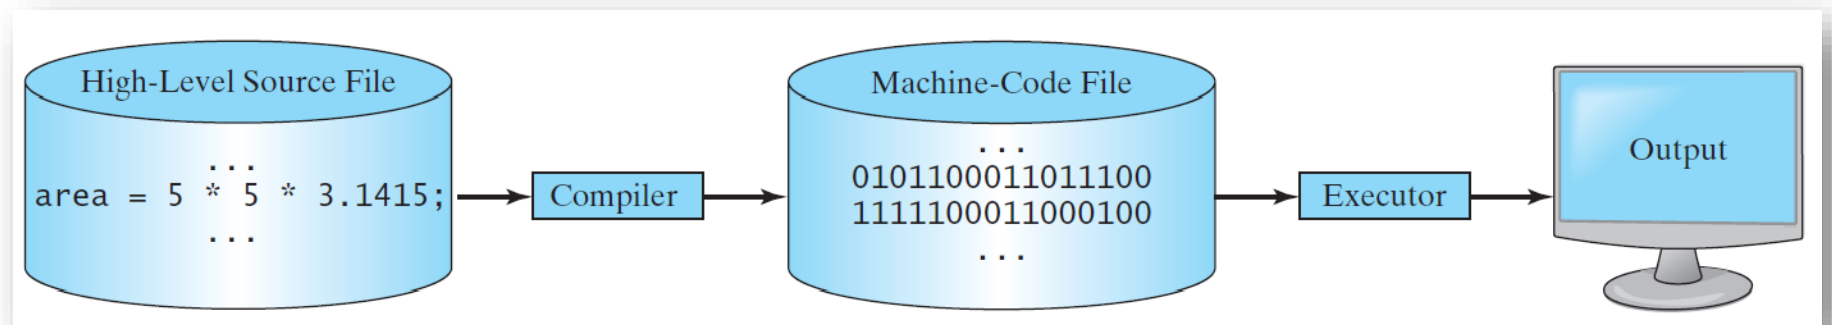 High-Level Source File
...
area = 5 * 5 * 3.1415;
...
Compiler
Machine-Code File
...
0101100011011100
1111100011000100
...
Executor
Output